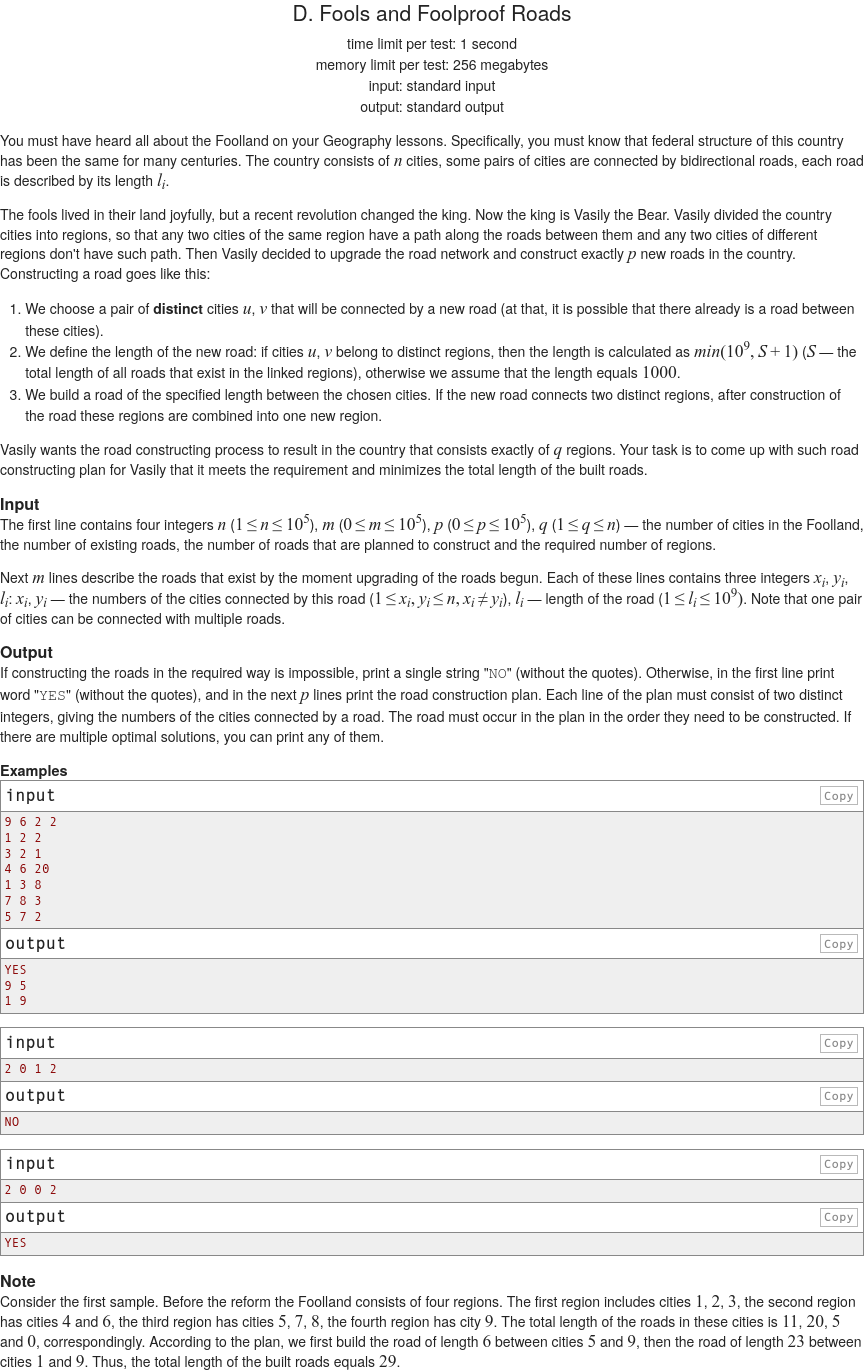 D. Fools and Foolproof Roads
time limit per test: 1 second
memory limit per test: 256 megabytes
input: standard input
output: standard output
You must have heard all about the Foolland on your Geography lessons. Specifically, you must know that federal structure of this country
has been the same for many centuries. The country consists of n cities, some pairs of cities are connected by bidirectional roads, each road
is described by its length l_i.
The fools lived in their land joyfully, but a recent revolution changed the king. Now the king is Vasily the Bear. Vasily divided the country
cities into regions, so that any two cities of the same region have a path along the roads between them and any two cities of different
regions don't have such path. Then Vasily decided to upgrade the road network and construct exactly p new roads in the country.
Constructing a road goes like this:
1. We choose a pair of distinct cities u, v that will be connected by a new road (at that, it is possible that there already is a road between
these cities).
2. We define the length of the new road: if cities u, v belong to distinct regions, then the length is calculated as min(10^9, S + 1) (S — the
total length of all roads that exist in the linked regions), otherwise we assume that the length equals 1000.
3. We build a road of the specified length between the chosen cities. If the new road connects two distinct regions, after construction of
the road these regions are combined into one new region.
Vasily wants the road constructing process to result in the country that consists exactly of q regions. Your task is to come up with such road
constructing plan for Vasily that it meets the requirement and minimizes the total length of the built roads.
Input
The first line contains four integers n (1 ≤ n ≤ 10^5), m (0 ≤ m ≤ 10^5), p (0 ≤ p ≤ 10^5), q (1 ≤ q ≤ n) — the number of cities in the Foolland,
the number of existing roads, the number of roads that are planned to construct and the required number of regions.
Next m lines describe the roads that exist by the moment upgrading of the roads begun. Each of these lines contains three integers x_i, y_i,
l_i: x_i, y_i — the numbers of the cities connected by this road (1 ≤ x_i, y_i ≤ n, x_i ≠ y_i), l_i — length of the road (1 ≤ l_i ≤ 10^9). Note that one pair
of cities can be connected with multiple roads.
Output
If constructing the roads in the required way is impossible, print a single string "NO" (without the quotes). Otherwise, in the first line print
word "YES" (without the quotes), and in the next p lines print the road construction plan. Each line of the plan must consist of two distinct
integers, giving the numbers of the cities connected by a road. The road must occur in the plan in the order they need to be constructed. If
there are multiple optimal solutions, you can print any of them.
Examples
input Copy
9 6 2 2
1 2 2
3 2 1
4 6 20
1 3 8
7 8 3
5 7 2
output Copy
YES
9 5
1 9
input Copy
2 0 1 2
output Copy
NO
input Copy
2 0 0 2
output Copy
YES
Note
Consider the first sample. Before the reform the Foolland consists of four regions. The first region includes cities 1, 2, 3, the second region
has cities 4 and 6, the third region has cities 5, 7, 8, the fourth region has city 9. The total length of the roads in these cities is 11, 20, 5
and 0, correspondingly. According to the plan, we first build the road of length 6 between cities 5 and 9, then the road of length 23 between
cities 1 and 9. Thus, the total length of the built roads equals 29.